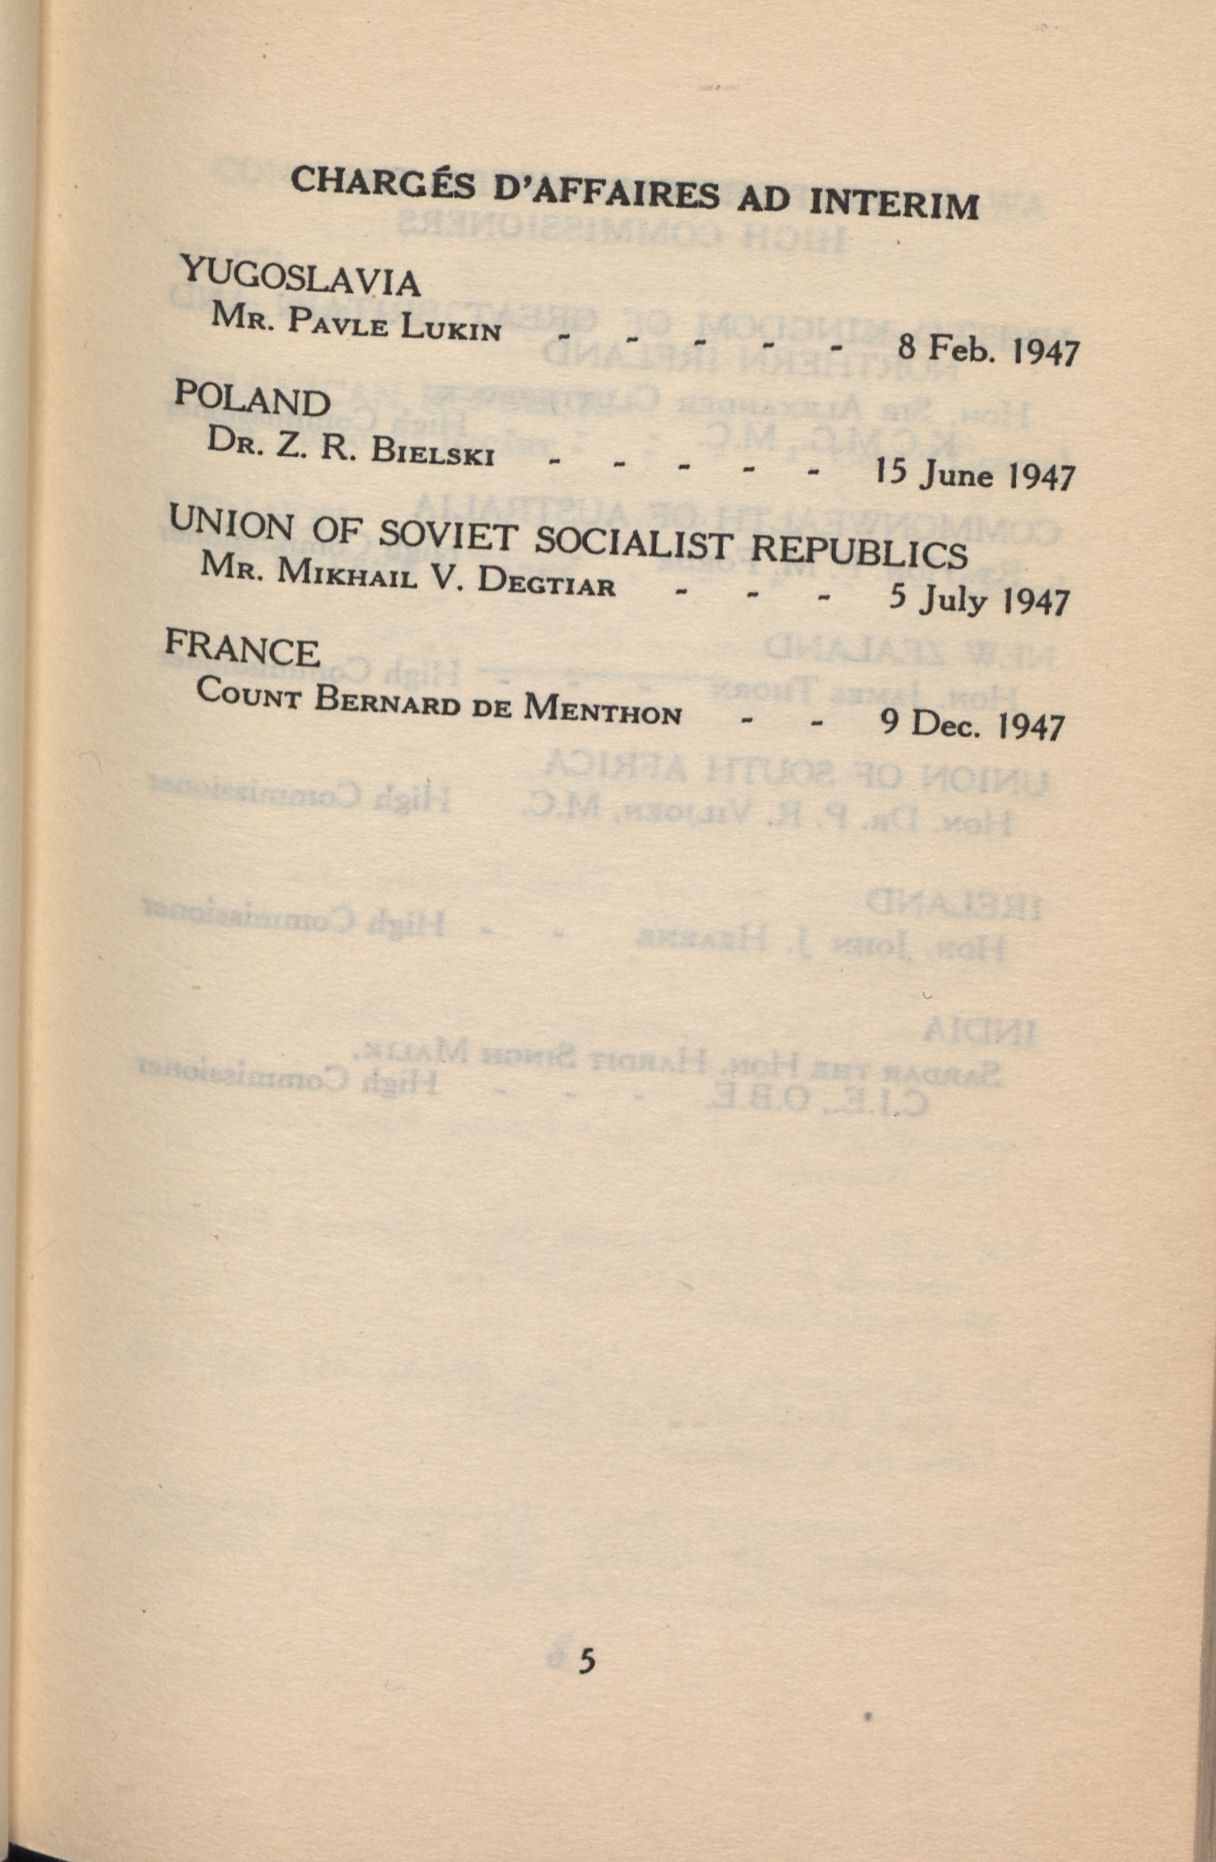 CHARGÉS D'AFFAIRES AD INTERIM
YUGOSLAVIA
MR. PAVLE LUKIN - - - - - 8 Feb. 1947
POLAND
DR. Z. R. BIELSKI - - - - - 15 June 1947
UNION OF SOVIET SOCIALIST REPUBLICS
MR. MIKHAIL V. DEGTIAR - - - 5 July 1947
FRANCE
COUNT BERNARD DE MENTHON - - 9 Dec. 1947
5